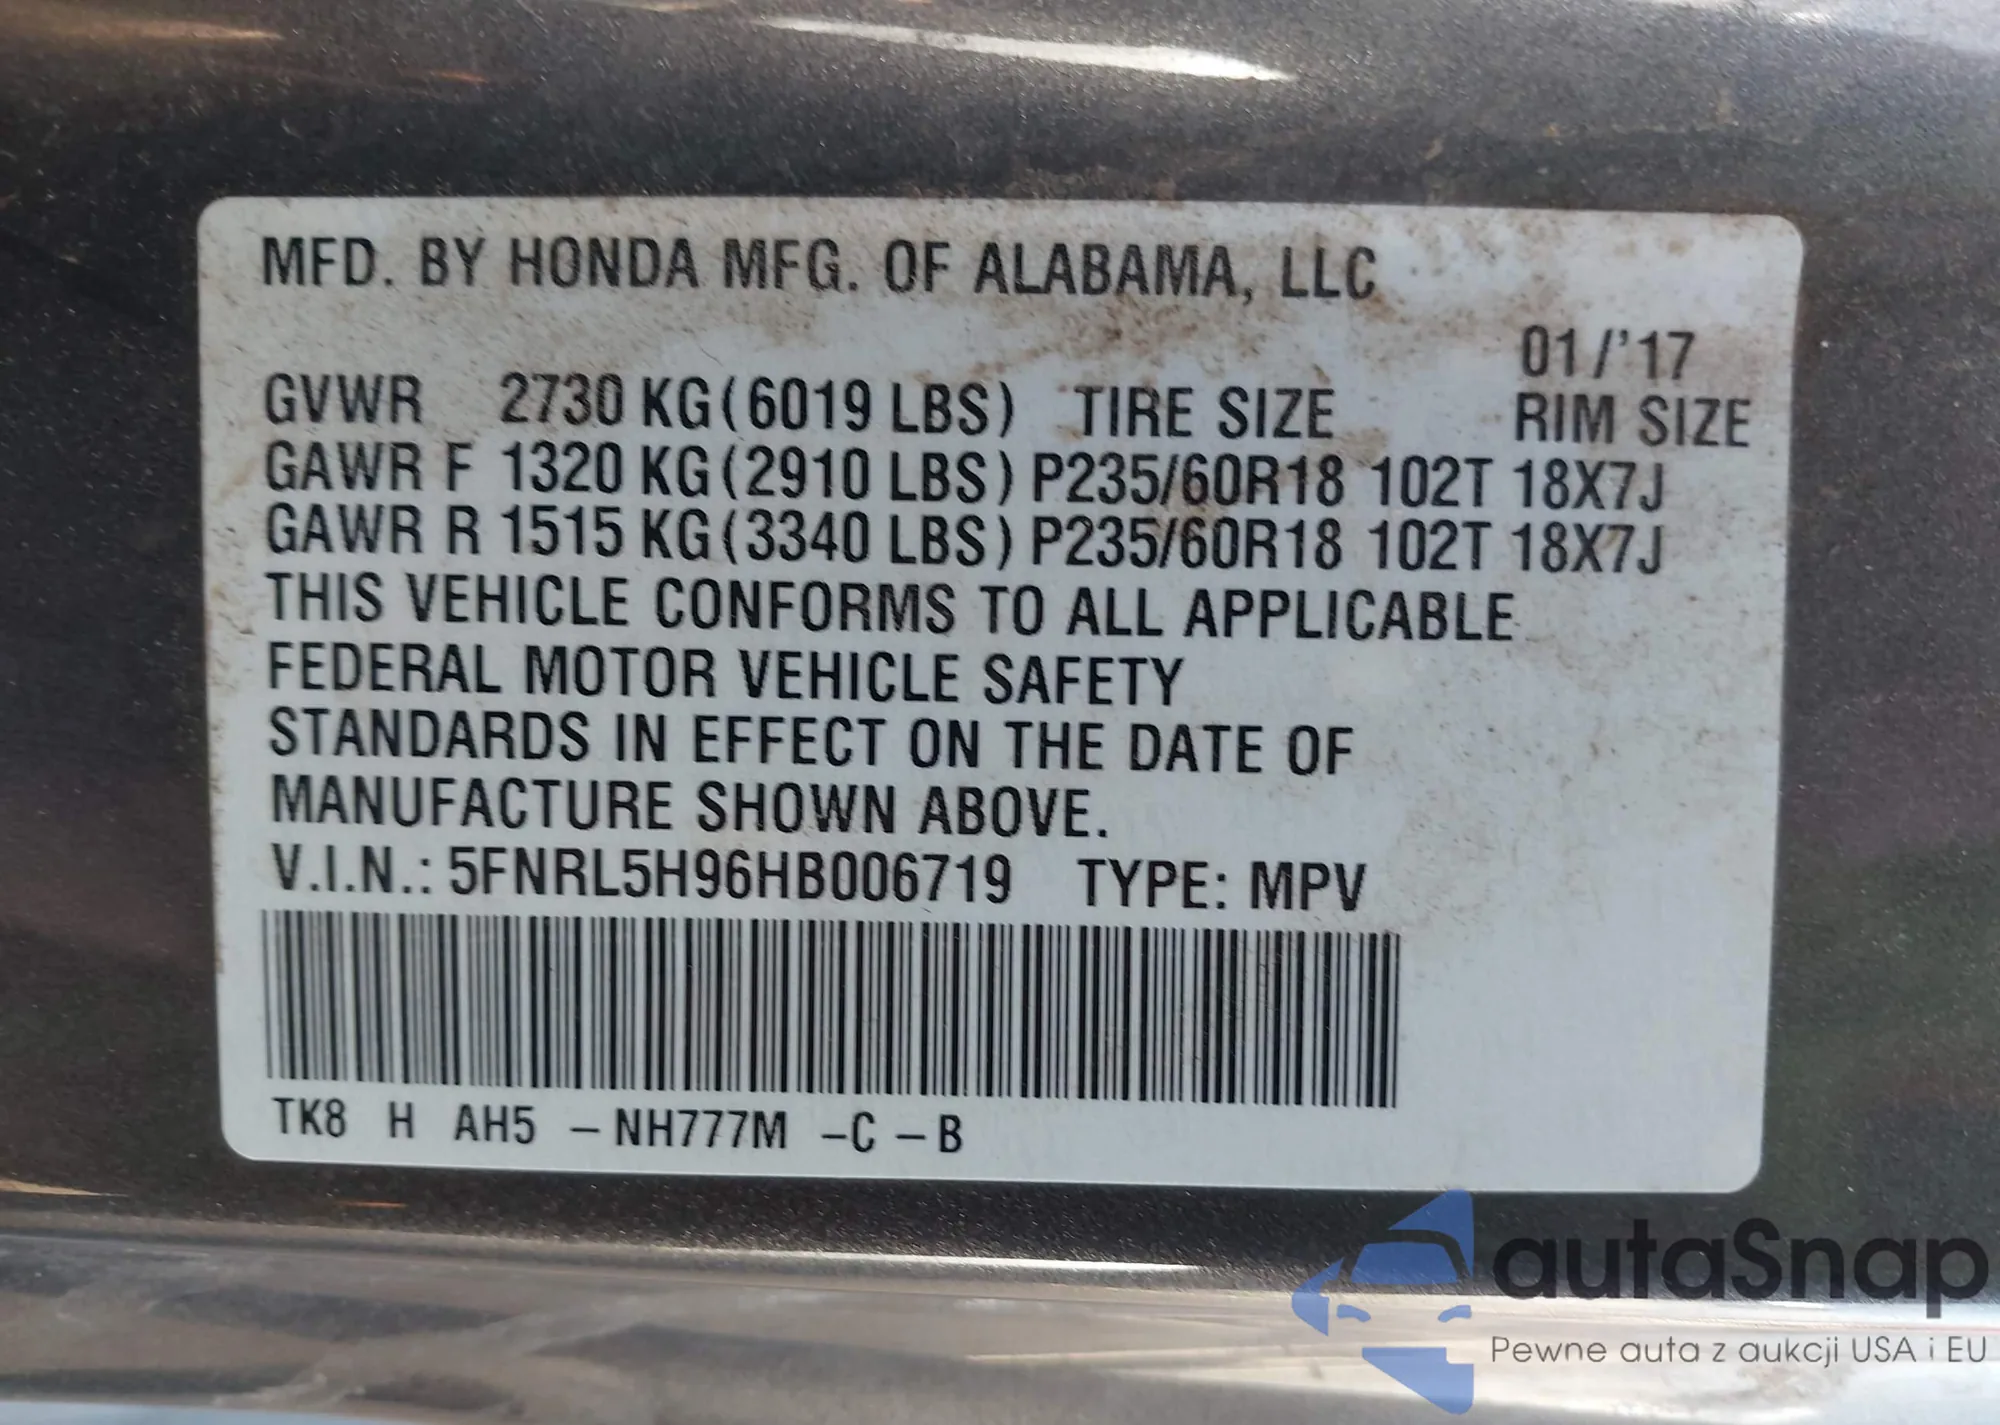 MFD. BY HONDA MFG. OF ALABAMA, LLC
01/'17
GVWR 2730 KG(6019 LBS) TIRE SIZE RIM SIZE
GAWR F 1320 KG(2910 LBS) P235/60R18 102T 18X7J
GAWR R 1515 KG(3340 LBS) P235/60R18 102T 18X7J
THIS VEHICLE CONFORMS TO ALL APPLICABLE
FEDERAL MOTOR VEHICLE SAFETY
STANDARDS IN EFFECT ON THE DATE OF
MANUFACTURE SHOWN ABOVE.
V.I.N.: 5FNRL5H96HB006719 TYPE: MPV
TK8 H AH5 -NH777M -C -B
autaSnap
Pewne auta z aukcji USA i EU